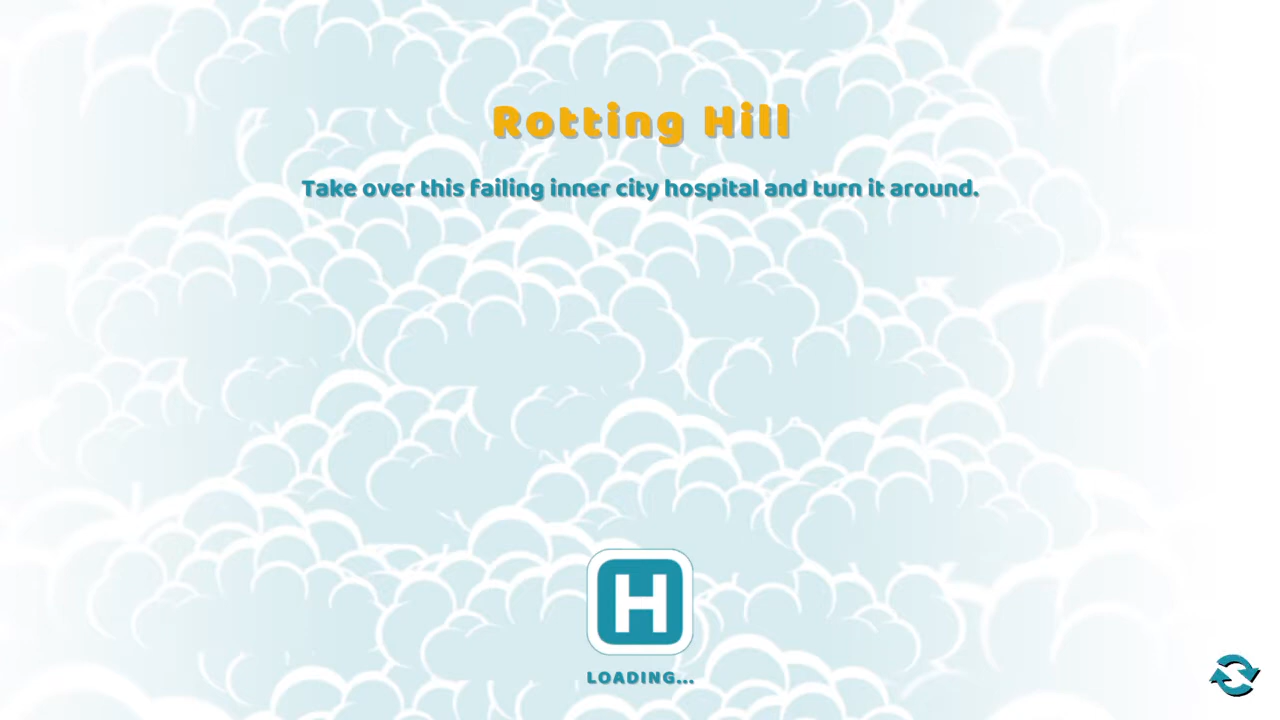 Rotting Hill
Take over this failing inner city hospital and turn it around.
H
LOADING...